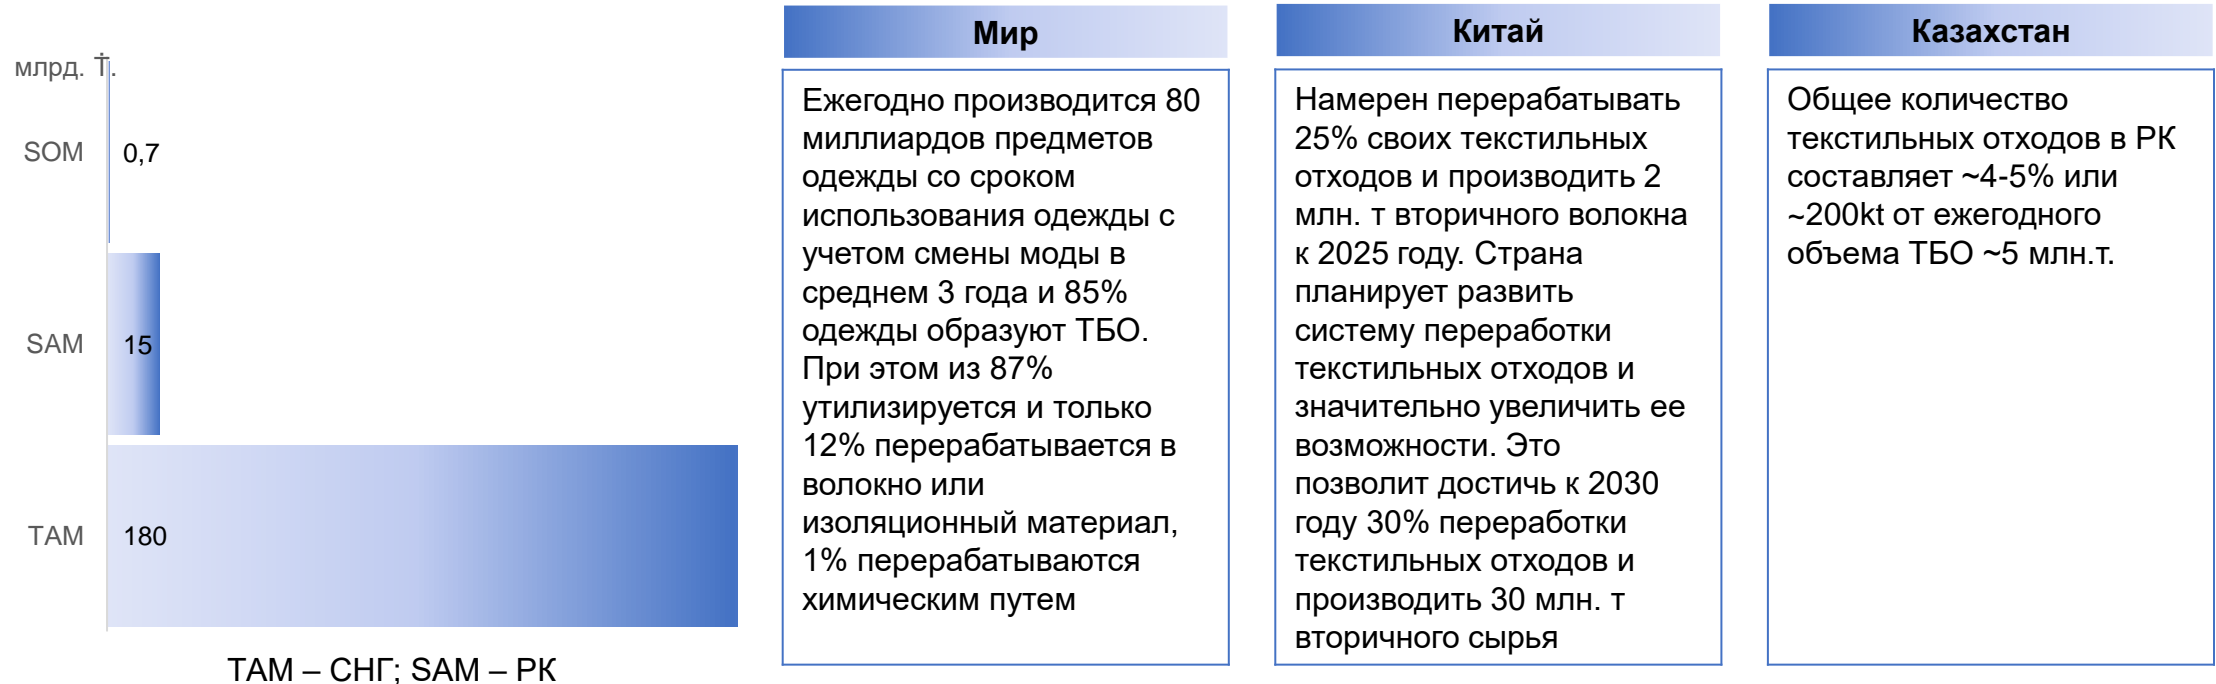 млрд. Ṫ.
SOM 0,7
SAM 15
TAM 180
TAM – СНГ; SAM – РК
Мир
Ежегодно производится 80
миллиардов предметов
одежды со сроком
использования одежды с
учетом смены моды в
среднем 3 года и 85%
одежды образуют ТБО.
При этом из 87%
утилизируется и только
12% перерабатывается в
волокно или
изоляционный материал,
1% перерабатываются
химическим путем
Китай
Намерен перерабатывать
25% своих текстильных
отходов и производить 2
млн. т вторичного волокна
к 2025 году. Страна
планирует развить
систему переработки
текстильных отходов и
значительно увеличить ее
возможности. Это
позволит достичь к 2030
году 30% переработки
текстильных отходов и
производить 30 млн. т
вторичного сырья
Казахстан
Общее количество
текстильных отходов в РК
составляет ~4-5% или
~200kt от ежегодного
объема ТБО ~5 млн.т.